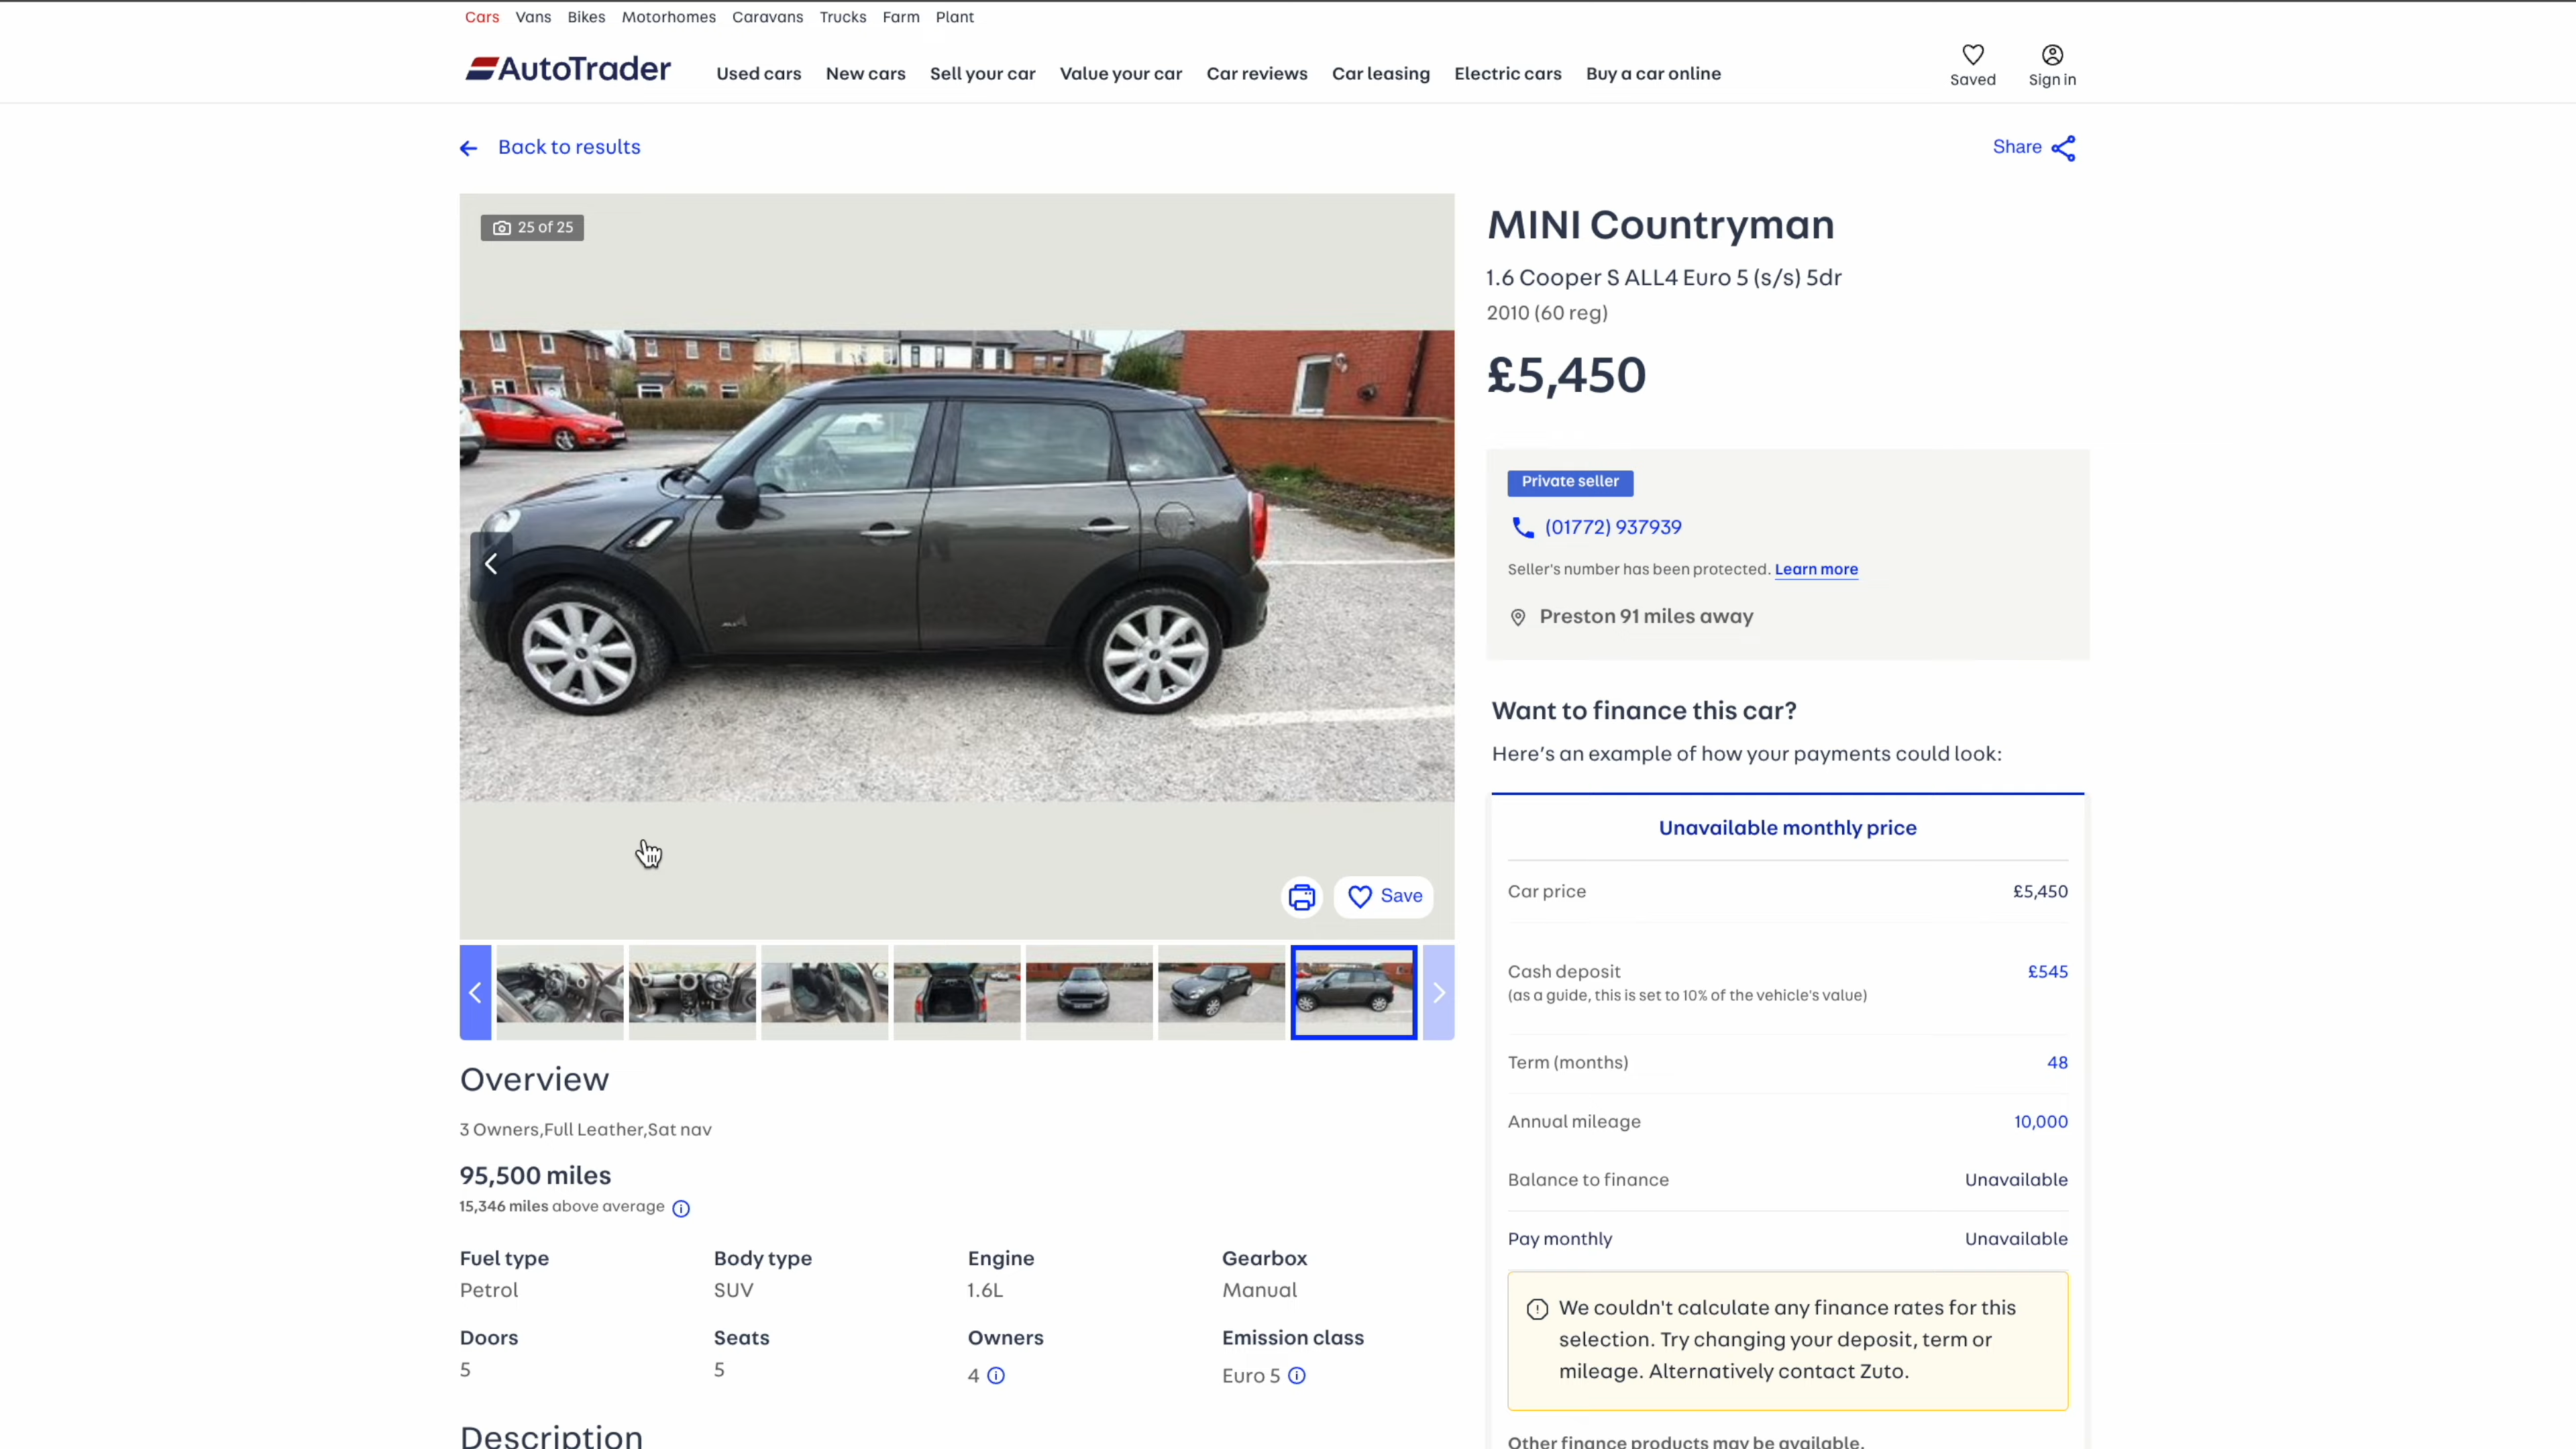 Cars Vans Bikes Motorhomes Caravans Trucks Farm Plant
AutoTrader
Used cars New cars Sell your car Value your car Car reviews Car leasing Electric cars Buy a car online
Saved
Sign in
Back to results
Share
25 of 25
Save
MINI Countryman
1.6 Cooper S ALL4 Euro 5 (s/s) 5dr
2010 (60 reg)
£5,450
Private seller
(01772) 937939
Seller's number has been protected. Learn more
Preston 91 miles away
Want to finance this car?
Here's an example of how your payments could look:
Unavailable monthly price
Car price £5,450
Cash deposit £545
(as a guide, this is set to 10% of the vehicle's value)
Term (months) 48
Annual mileage 10,000
Balance to finance Unavailable
Pay monthly Unavailable
We couldn't calculate any finance rates for this
selection. Try changing your deposit, term or
mileage. Alternatively contact Zuto.
Other finance products may be available.
Overview
3 Owners,Full Leather,Sat nav
95,500 miles
15,346 miles above average
Fuel type Body type Engine Gearbox
Petrol SUV 1.6L Manual
Doors Seats Owners Emission class
5 5 4 Euro 5
Description